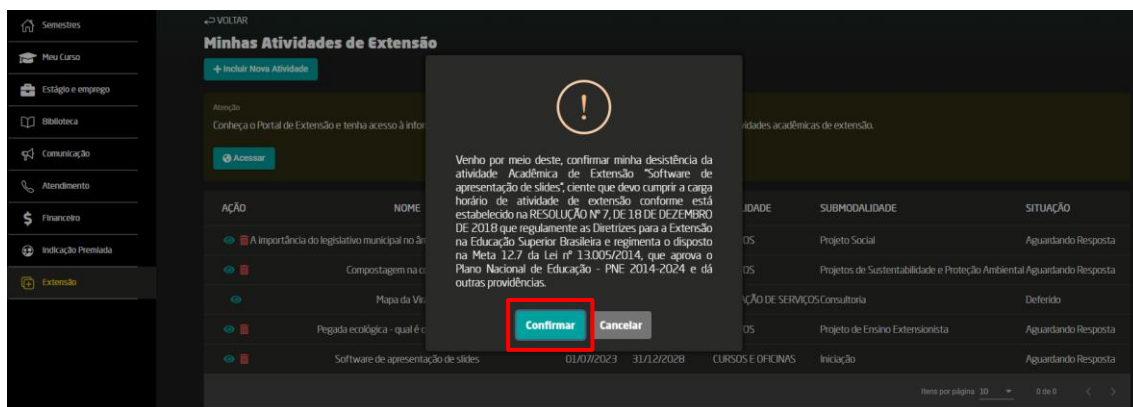 Semestres
Meu Curso
Estágio e emprego
Biblioteca
Comunicação
Atendimento
Financeiro
Indicação Premiada
Extensão
VOLTAR
Minhas Atividades de Extensão
+ Incluir Nova Atividade
Atenção
Conheça o Portal de Extensão e tenha acesso à infor
vidades acadêmicas de extensão.
Acessar
Venho por meio deste, confirmar minha desistência da
atividade Acadêmica de Extensão "Software de
apresentação de slides", ciente que devo cumprir a carga
horário de atividade de extensão conforme está
estabelecido na RESOLUÇÃO Nº 7, DE 18 DE DEZEMBRO
DE 2018 que regulamente as Diretrizes para a Extensão
na Educação Superior Brasileira e regimenta o disposto
na Meta 12.7 da Lei nº 13.005/2014, que aprova o
Plano Nacional de Educação - PNE 2014-2024 e dá
outras providências.
Confirmar Cancelar
AÇÃO NOME IDADE SUBMODALIDADE SITUAÇÃO
A importância do legislativo municipal no âm OS Projeto Social Aguardando Resposta
Compostagem na co OS Projetos de Sustentabilidade e Proteção Ambiental Aguardando Resposta
Mapa da Vir AÇÃO DE SERVIÇOS Consultoria Deferido
Pegada ecológica - qual é c OS Projeto de Ensino Extensionista Aguardando Resposta
Software de apresentação de slides 01/07/2023 31/12/2028 CURSOS E OFICINAS Iniciação Aguardando Resposta
Itens por página 10 0 de 0